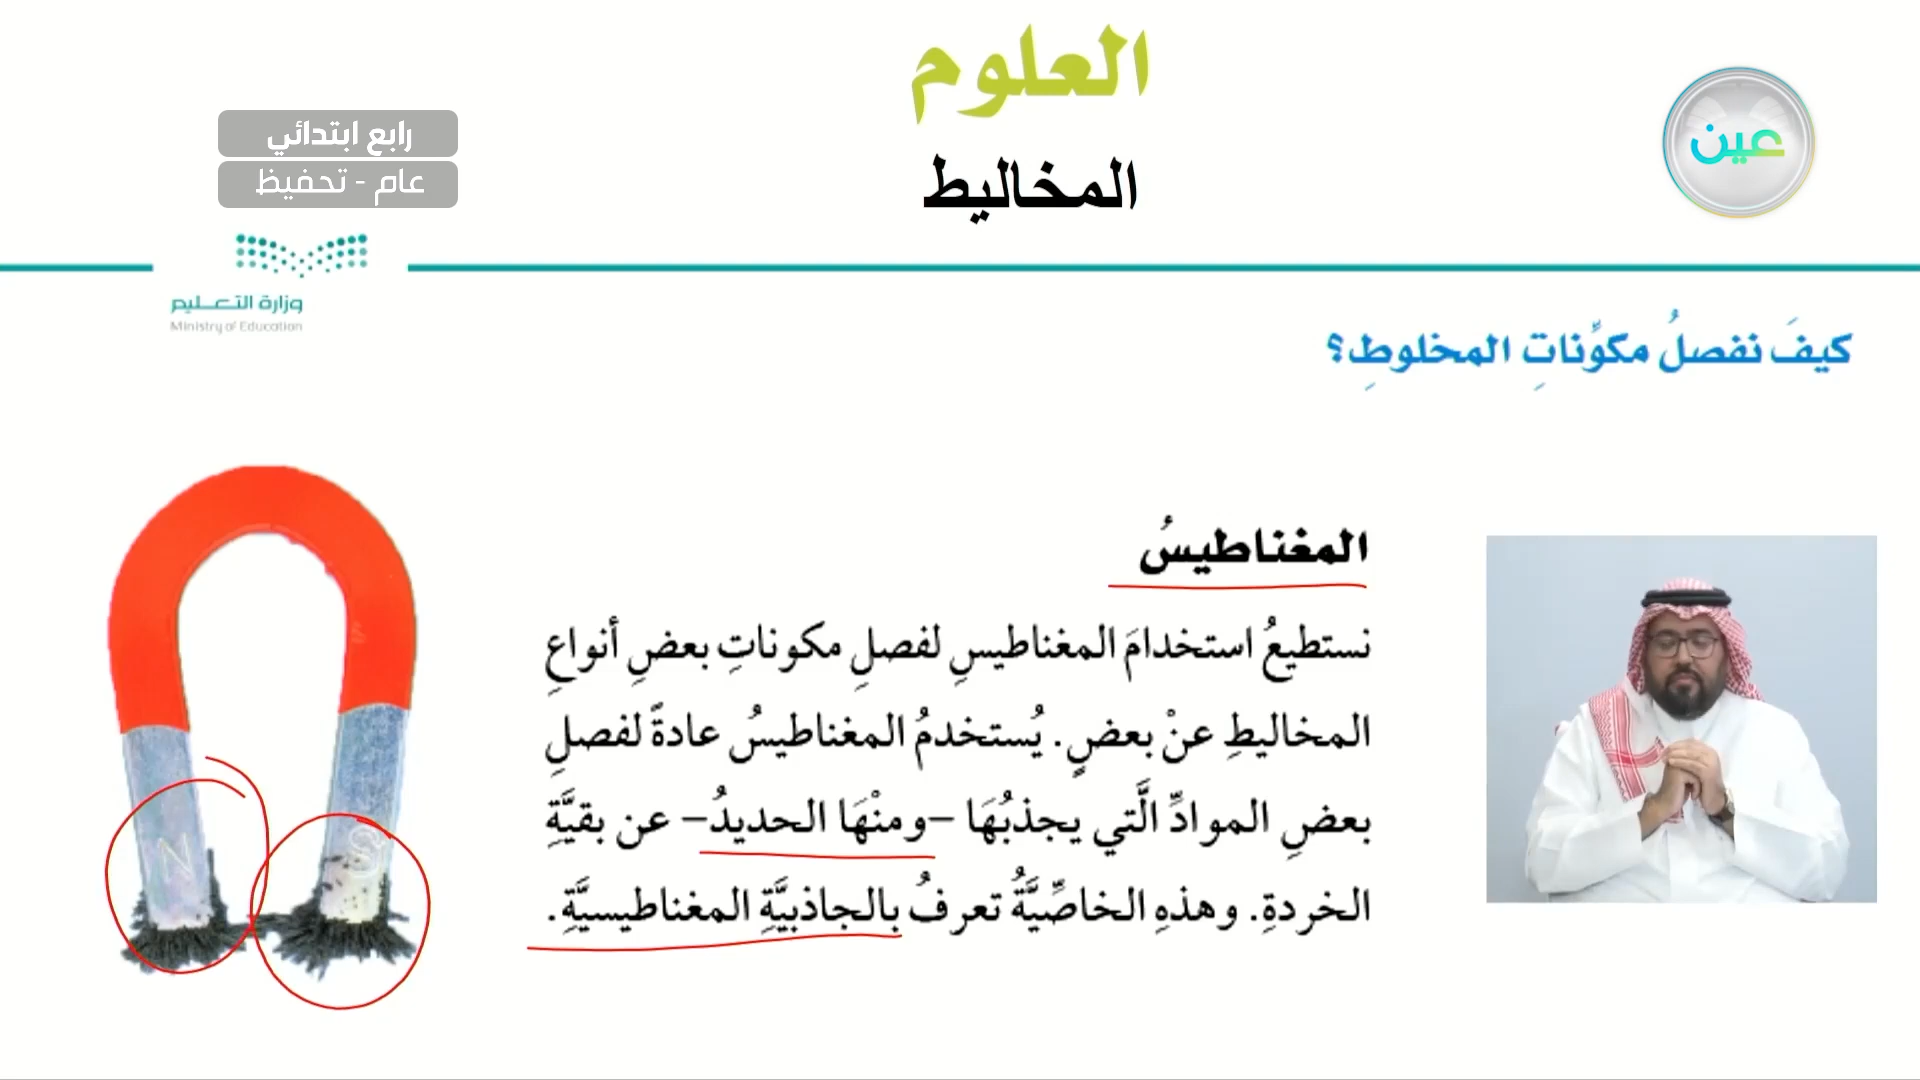 العلوم
المخاليط
عين
رابع ابتدائي
عام - تحفيظ
وزارة التعليم
Ministry of Education
كيفَ نفصلُ مكوِّناتِ المخلوطِ؟
المغناطيسُ
نستطيعُ استخدامَ المغناطيسِ لفصلِ مكوناتِ بعضِ أنواعِ
المخاليطِ عنْ بعضٍ. يُستخدمُ المغناطيسُ عادةً لفصلِ
بعضِ الموادِّ الَّتي يجذبُهَا -ومنْهَا الحديدُ- عن بقيَّةِ
الخردةِ. وهذهِ الخاصِّيَّةُ تعرفُ بالجاذبيَّةِ المغناطيسيَّةِ.
N
S